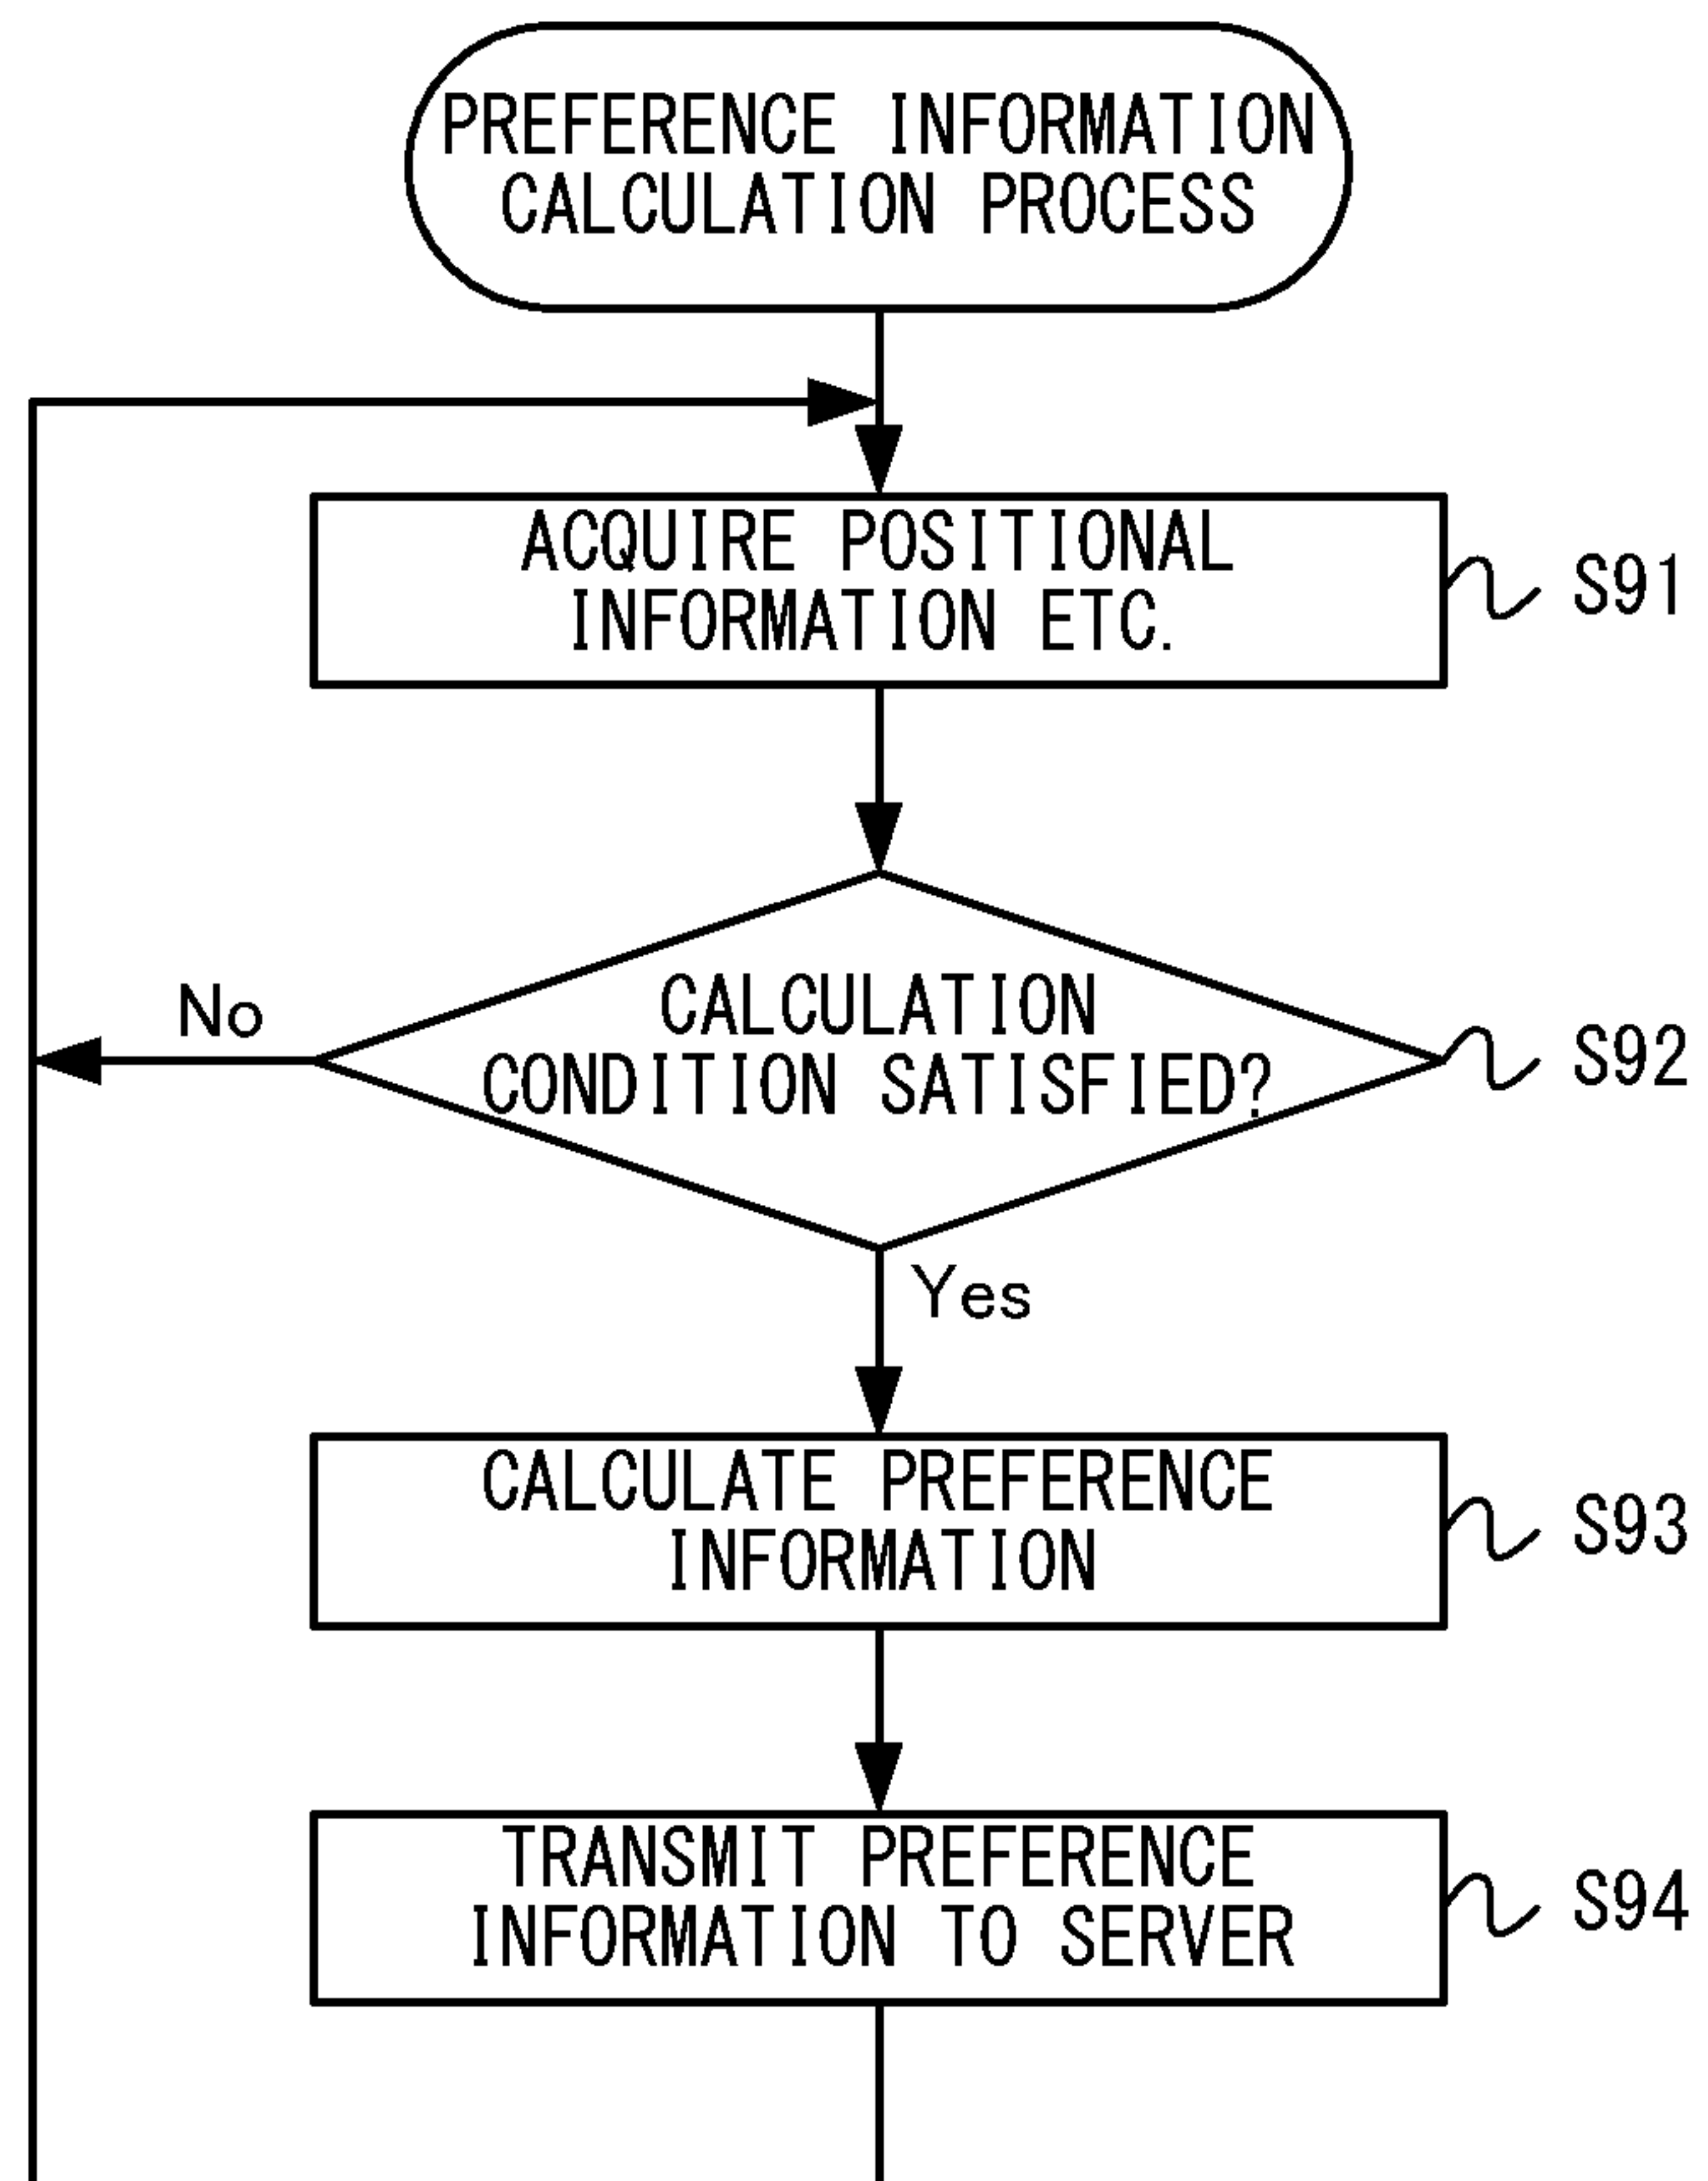 PREFERENCE INFORMATION
CALCULATION PROCESS
ACQUIRE POSITIONAL
INFORMATION ETC.
S91
CALCULATION
CONDITION SATISFIED?
S92
No
Yes
CALCULATE PREFERENCE
INFORMATION
S93
TRANSMIT PREFERENCE
INFORMATION TO SERVER
S94